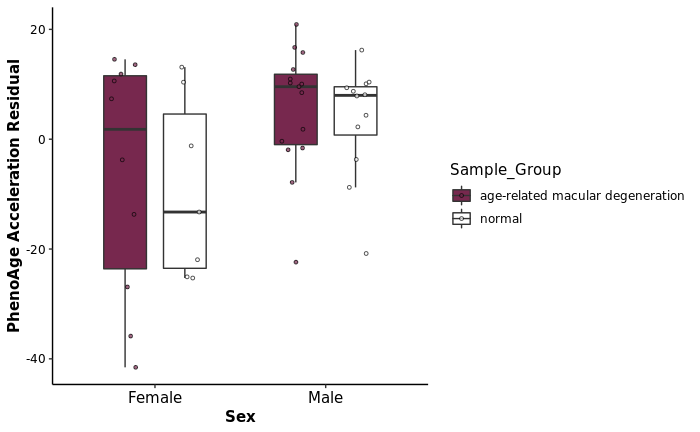 PhenoAge Acceleration Residual
20
0
-20
-40
Female
Male
Sex
Sample_Group
age-related macular degeneration
normal